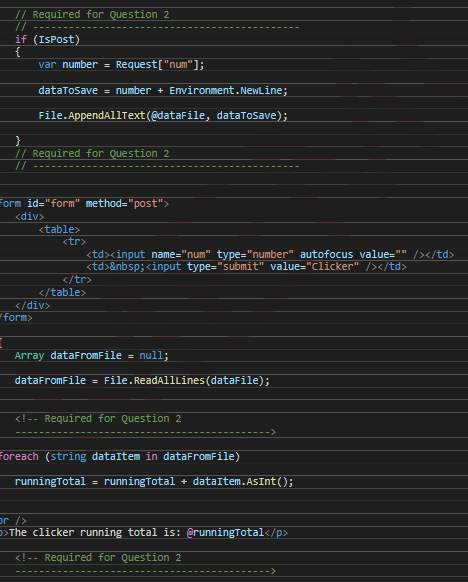 // Required for Question 2
// -------------------------------------------
if (IsPost)
{
var number = Request["num"];
dataToSave = number + Environment.NewLine;
File.AppendAllText(@dataFile, dataToSave);
}
// Required for Question 2
// -------------------------------------------
form id="form" method="post">
<div>
<table>
<tr>
<td><input name="num" type="number" autofocus value="" /></td>
<td>&nbsp;<input type="submit" value="Clicker" /></td>
</tr>
</table>
</div>
/form>
{
Array dataFromFile = null;
dataFromFile = File.ReadAllLines(dataFile);
<!-- Required for Question 2
----------------------------------------->
foreach (string dataItem in dataFromFile)
runningTotal = runningTotal + dataItem.AsInt();
br />
p>The clicker running total is: @runningTotal</p>
<!-- Required for Question 2
----------------------------------------->